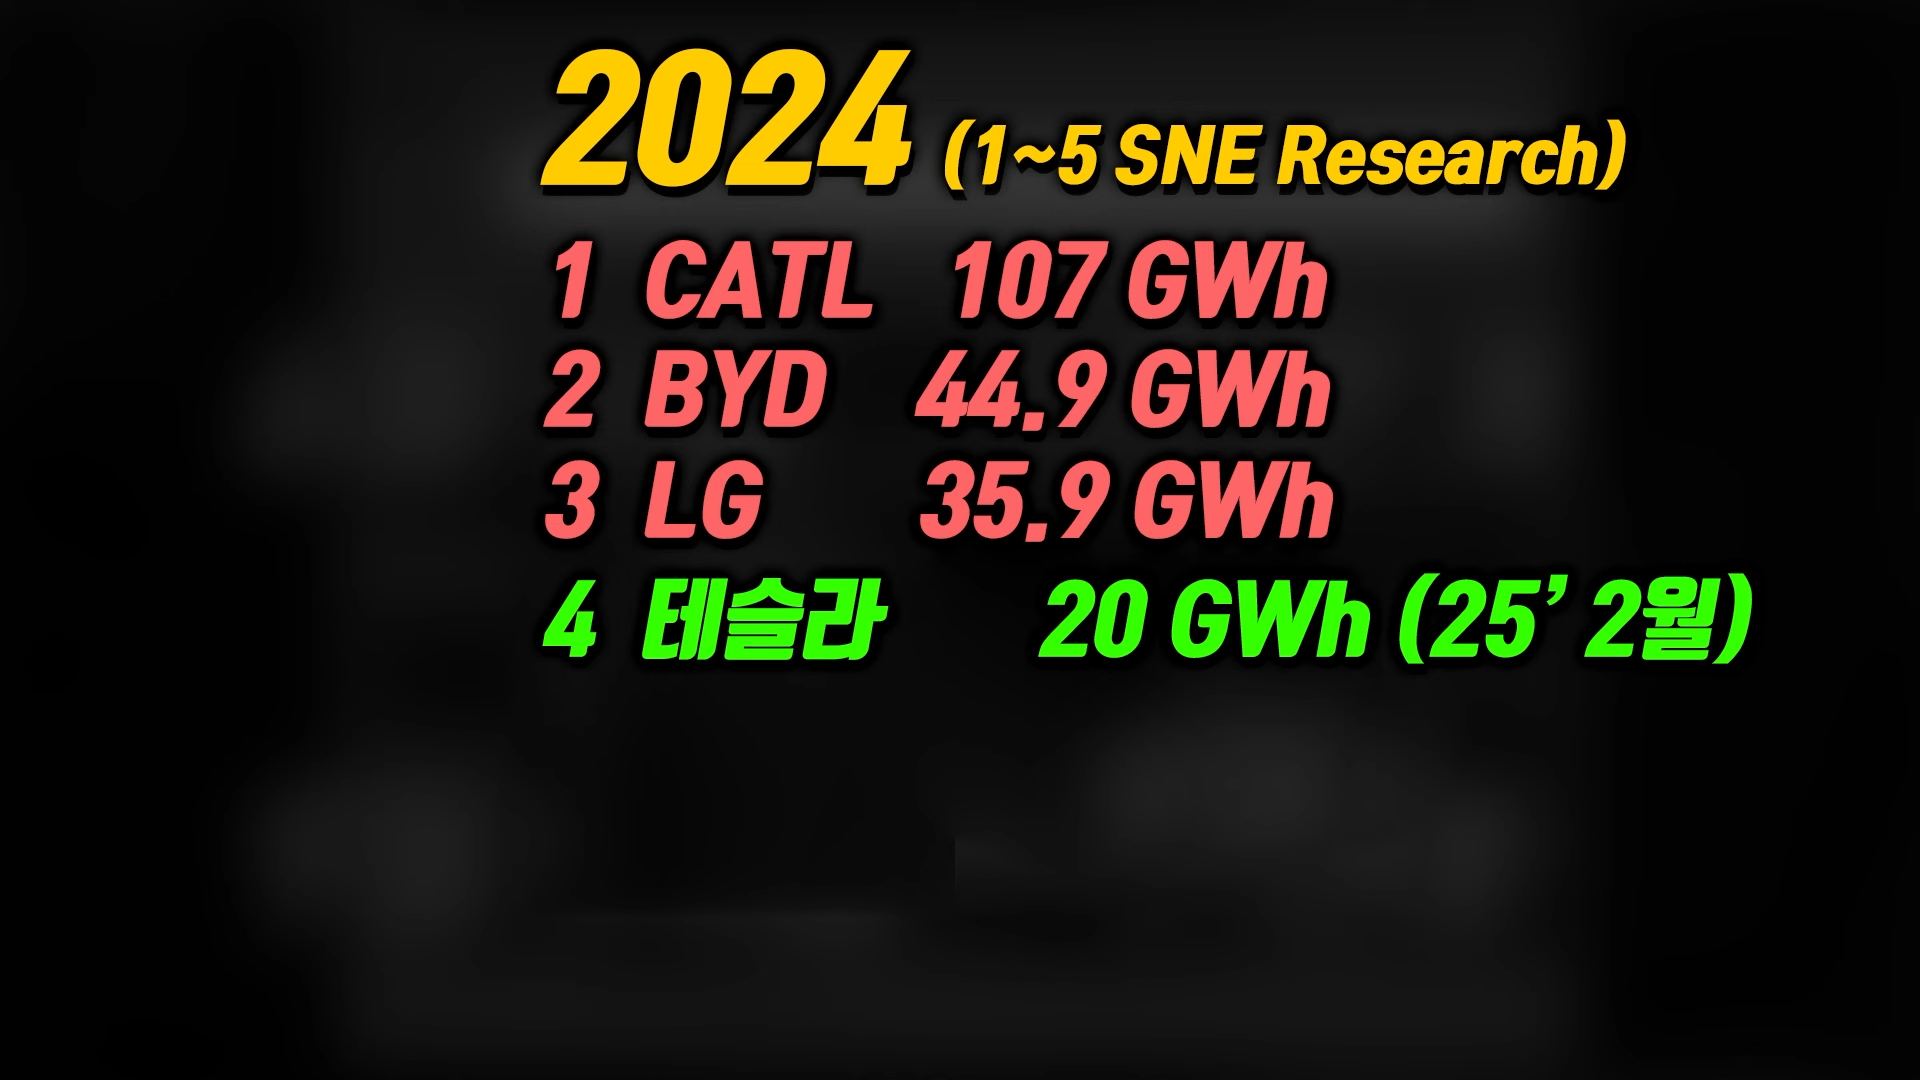 2024 (1~5 SNE Research)
1 CATL 107 GWh
2 BYD 44.9 GWh
3 LG 35.9 GWh
4 테슬라 20 GWh (25’ 2월)